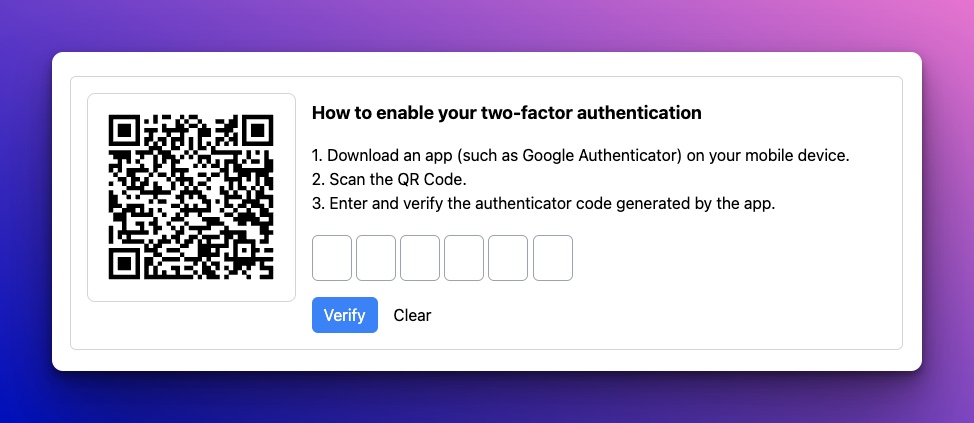 How to enable your two-factor authentication
1. Download an app (such as Google Authenticator) on your mobile device.
2. Scan the QR Code.
3. Enter and verify the authenticator code generated by the app.
Verify Clear